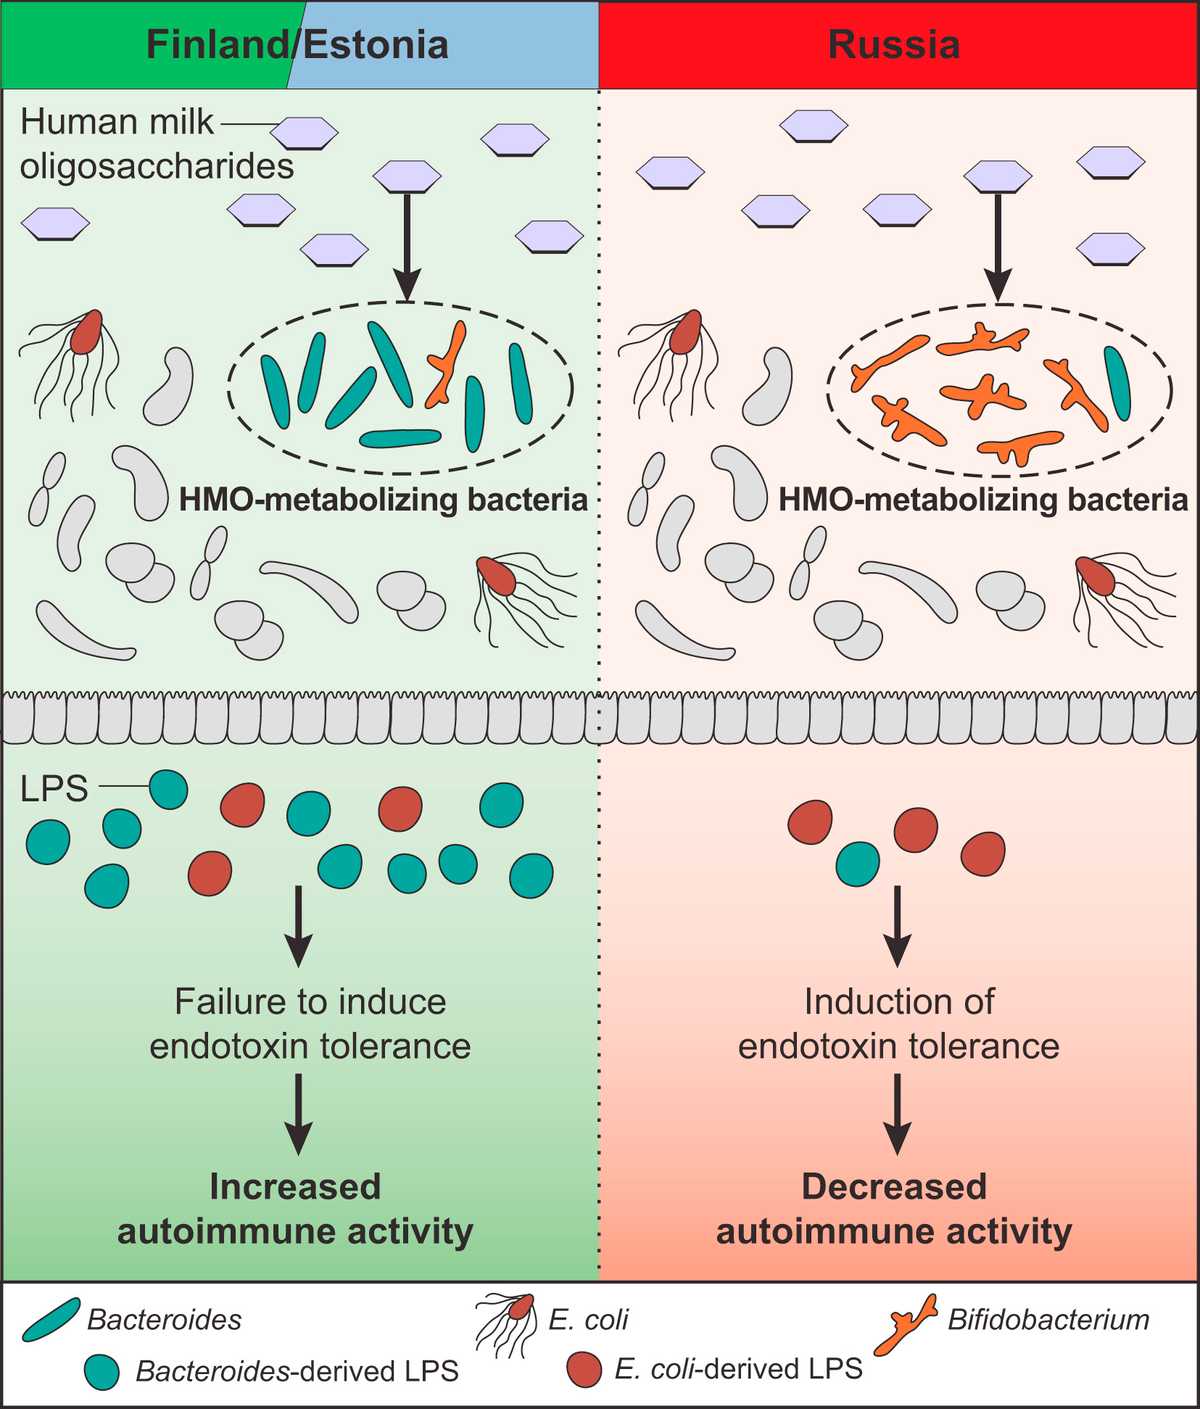 Finland/Estonia
Russia
Human milk
oligosaccharides
HMO-metabolizing bacteria
HMO-metabolizing bacteria
LPS
Failure to induce
endotoxin tolerance
Induction of
endotoxin tolerance
Increased
autoimmune activity
Decreased
autoimmune activity
Bacteroides
E. coli
Bifidobacterium
Bacteroides-derived LPS
E. coli-derived LPS